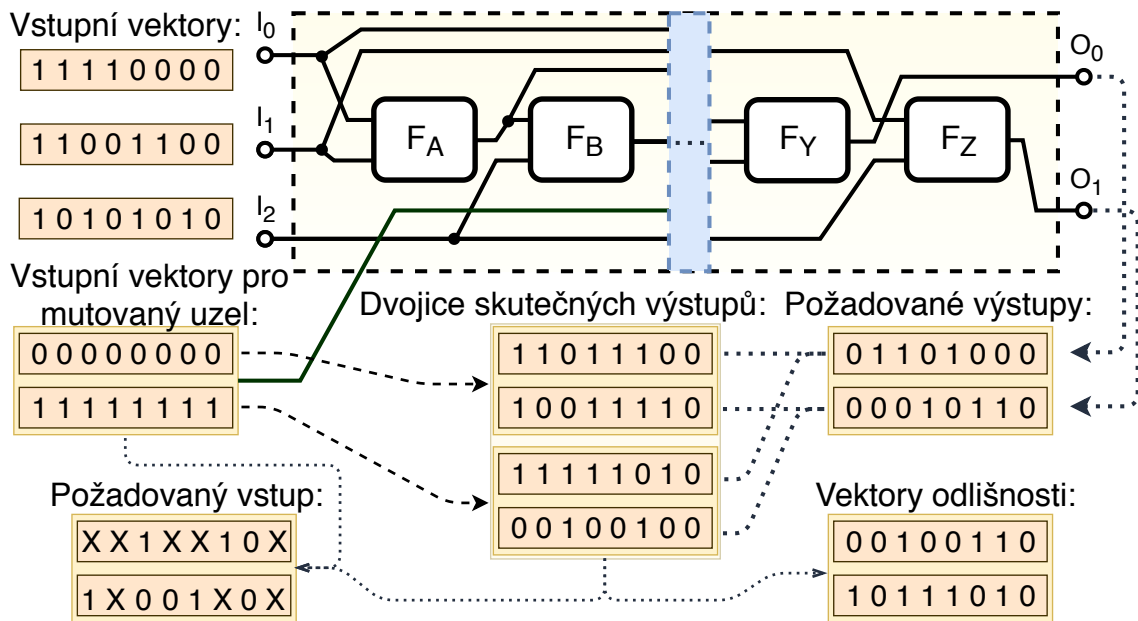 Vstupní vektory:
1 1 1 1 0 0 0 0
1 1 0 0 1 1 0 0
1 0 1 0 1 0 1 0
I0
I1
I2
FA
FB
FY
FZ
O0
O1
Vstupní vektory pro
mutovaný uzel:
0 0 0 0 0 0 0 0
1 1 1 1 1 1 1 1
Dvojice skutečných výstupů:
1 1 0 1 1 1 0 0
1 0 0 1 1 1 1 0
1 1 1 1 1 0 1 0
0 0 1 0 0 1 0 0
Požadované výstupy:
0 1 1 0 1 0 0 0
0 0 0 1 0 1 1 0
Požadovaný vstup:
X X 1 X X 1 0 X
1 X 0 0 1 X 0 X
Vektory odlišnosti:
0 0 1 0 0 1 1 0
1 0 1 1 1 0 1 0